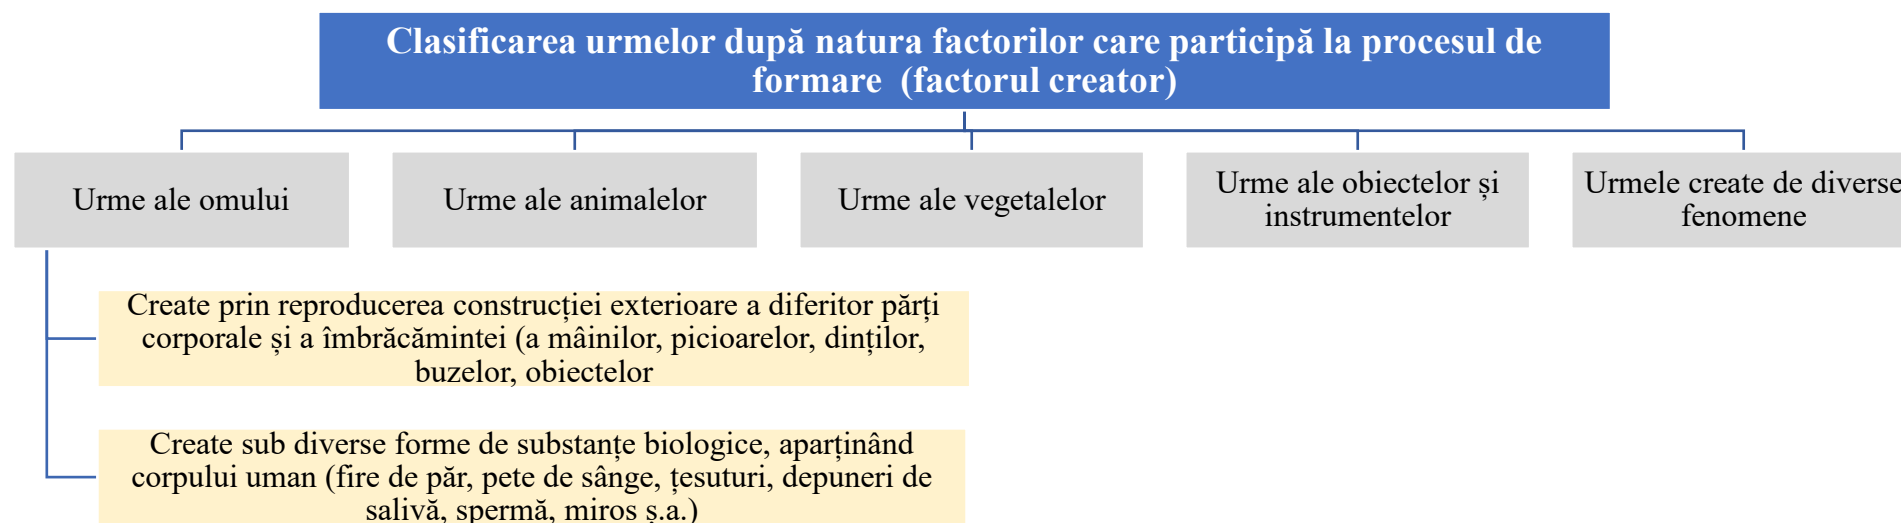 Clasificarea urmelor după natura factorilor care participă la procesul de
formare (factorul creator)
Urme ale omului
Urme ale animalelor
Urme ale vegetalelor
Urme ale obiectelor și
instrumentelor
Urmele create de diverse
fenomene
Create prin reproducerea construcției exterioare a diferitor părți
corporale și a îmbrăcămintei (a mâinilor, picioarelor, dinților,
buzelor, obiectelor
Create sub diverse forme de substanțe biologice, aparținând
corpului uman (fire de păr, pete de sânge, țesuturi, depuneri de
salivă, spermă, miros ș.a.)